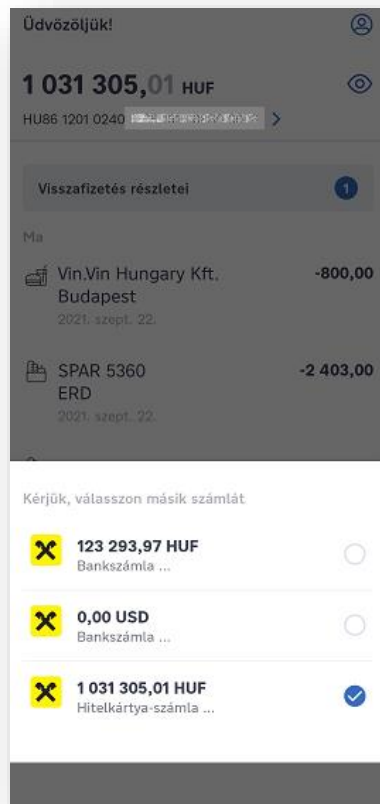 Üdvözöljük!
1 031 305,01 HUF
HU86 1201 0240
Visszafizetés részletei 1
Ma
Vin.Vin Hungary Kft. -800,00
Budapest
2021. szept. 22.
SPAR 5360 -2 403,00
ERD
2021. szept. 22.
Kérjük, válasszon másik számlát
123 293,97 HUF
Bankszámla ...
0,00 USD
Bankszámla ...
1 031 305,01 HUF
Hitelkártya-számla ...